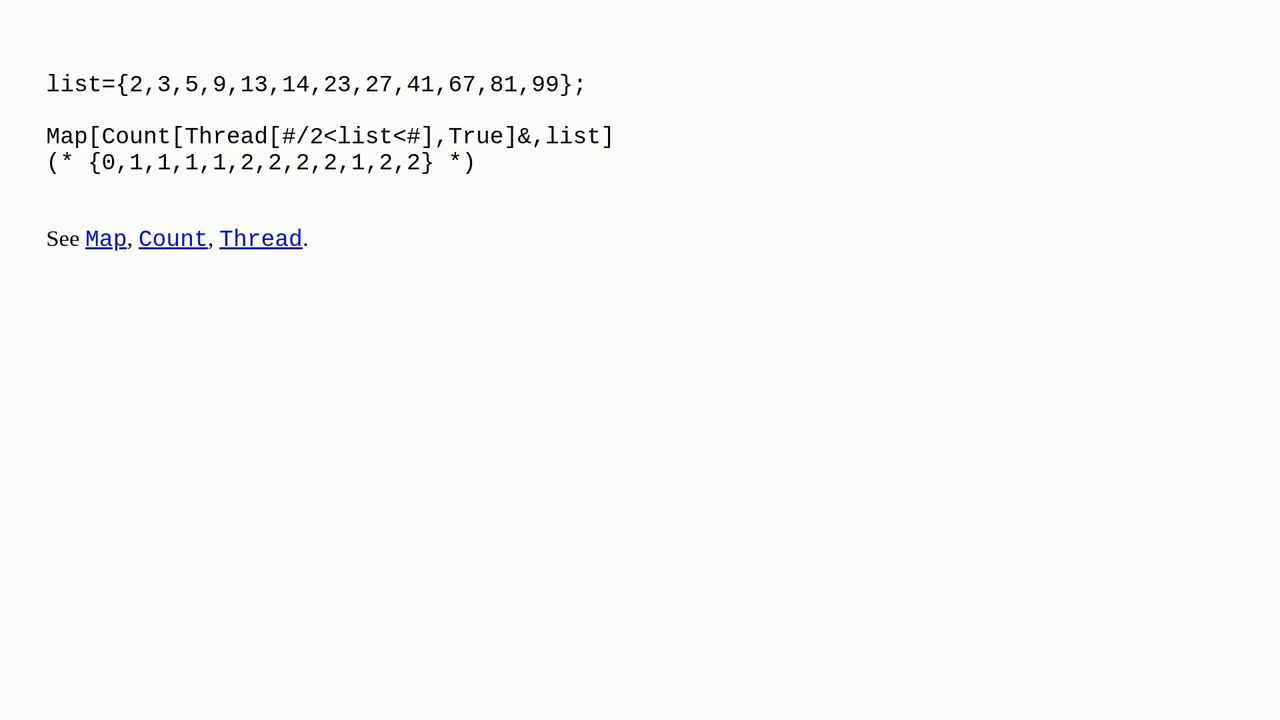 list={2,3,5,9,13,14,23,27,41,67,81,99};
Map[Count[Thread[#/2<list<#],True]&,list]
(* {0,1,1,1,1,2,2,2,2,1,2,2} *)
See Map, Count, Thread.